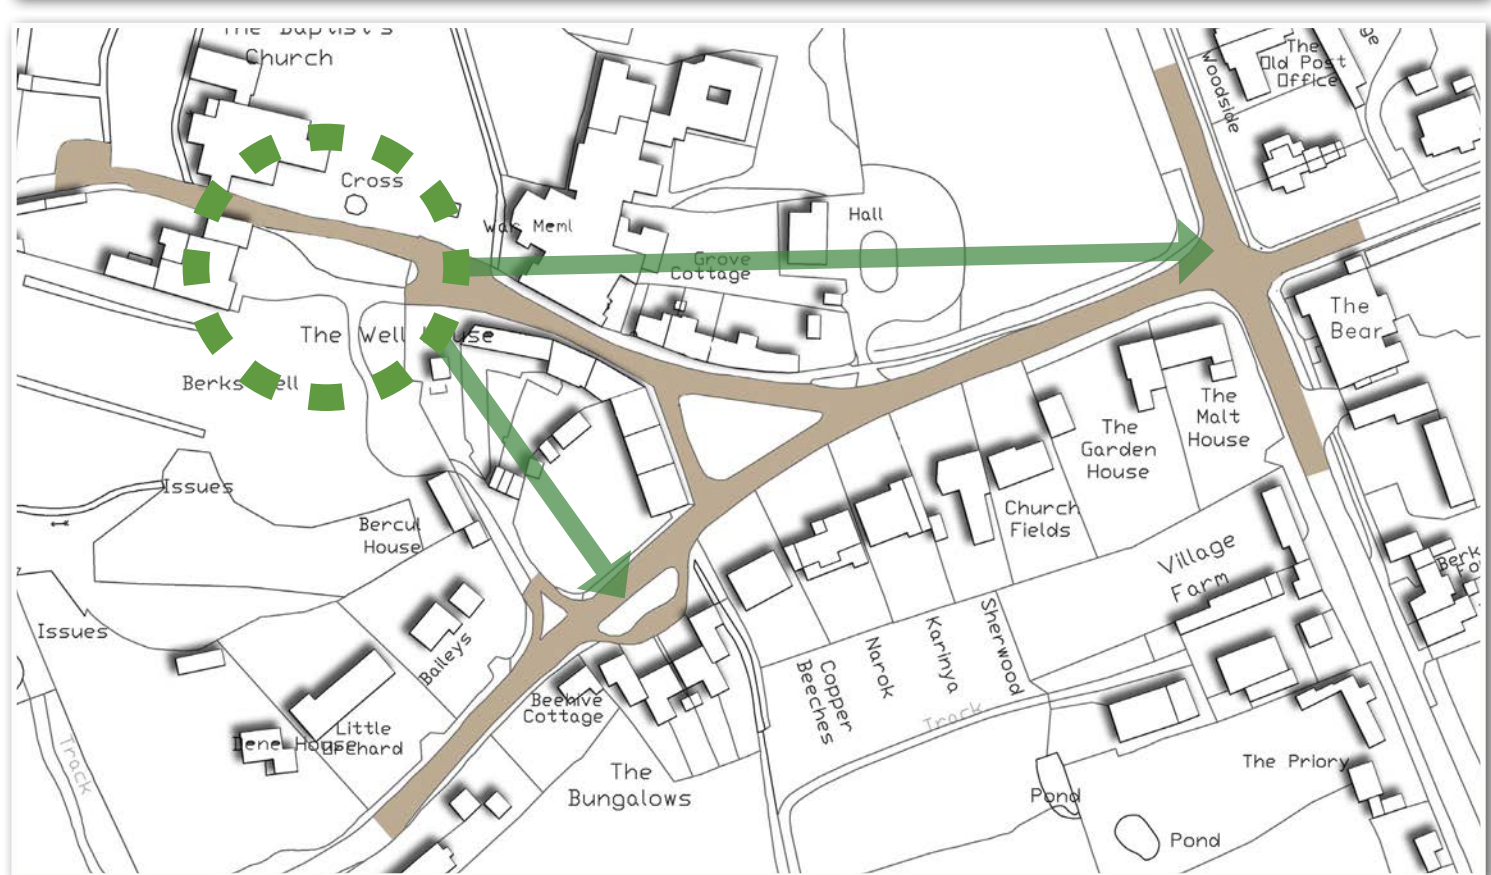 The Baptist's
Church
Cross
War Meml
The Well House
Issues
Bercul
House
Issues
Baileys
Little
Orchard
Dene House
Track
Beehive
Cottage
The
Bungalows
Grove
Cottage
Hall
Woodside
The
Old Post
Office
The
Bear
The
Malt
House
The
Garden
House
Church
Fields
Village
Farm
Sherwood
Karinya
Narok
Copper
Beeches
Track
The Priory
Pond
Pond